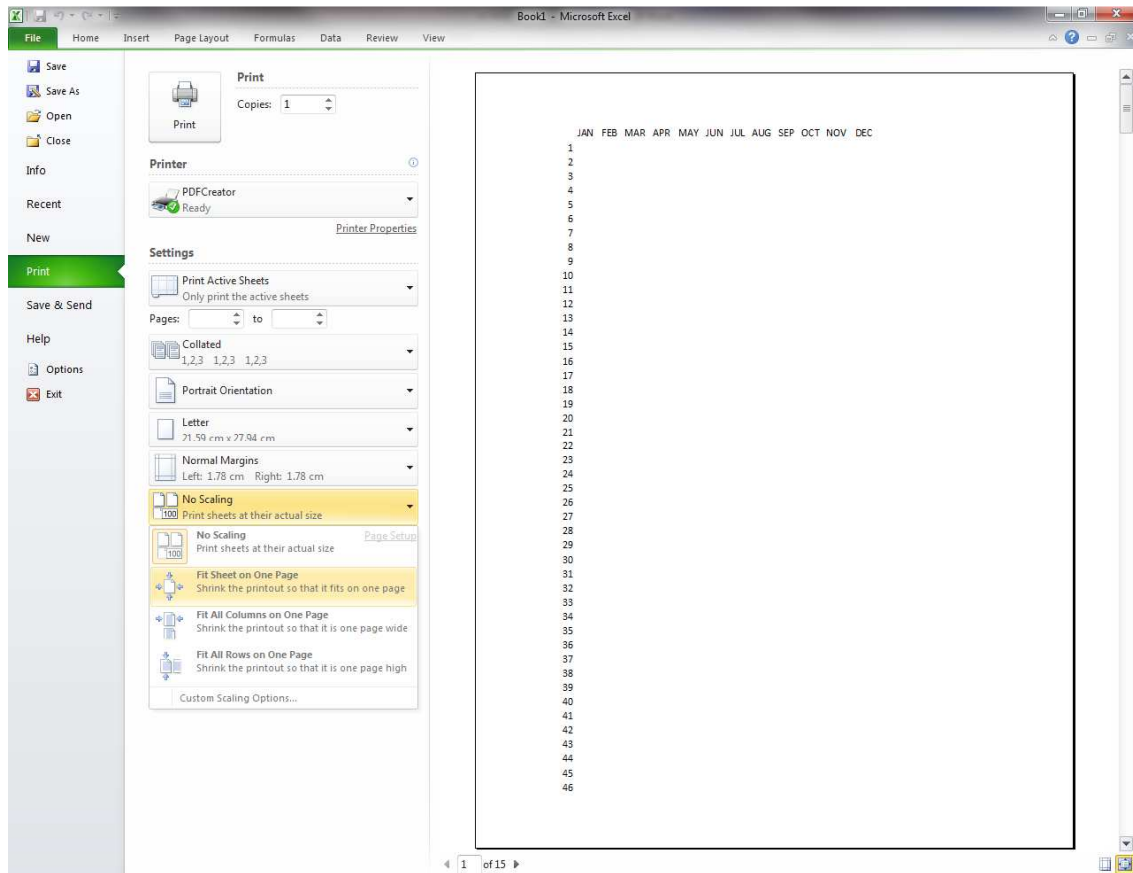 Book1 - Microsoft Excel
File Home Insert Page Layout Formulas Data Review View
Save
Save As
Open
Close
Info
Recent
New
Print
Save & Send
Help
Options
Exit
Print
Print
Copies: 1
Printer
PDFCreator
Ready
Printer Properties
Settings
Print Active Sheets
Only print the active sheets
Pages: to
Collated
1,2,3 1,2,3 1,2,3
Portrait Orientation
Letter
21.59 cm x 27.94 cm
Normal Margins
Left: 1.78 cm Right: 1.78 cm
No Scaling
100 Print sheets at their actual size
No Scaling Page Setup
100 Print sheets at their actual size
Fit Sheet on One Page
Shrink the printout so that it fits on one page
Fit All Columns on One Page
Shrink the printout so that it is one page wide
Fit All Rows on One Page
Shrink the printout so that it is one page high
Custom Scaling Options...
JAN FEB MAR APR MAY JUN JUL AUG SEP OCT NOV DEC
1
2
3
4
5
6
7
8
9
10
11
12
13
14
15
16
17
18
19
20
21
22
23
24
25
26
27
28
29
30
31
32
33
34
35
36
37
38
39
40
41
42
43
44
45
46
1 of 15